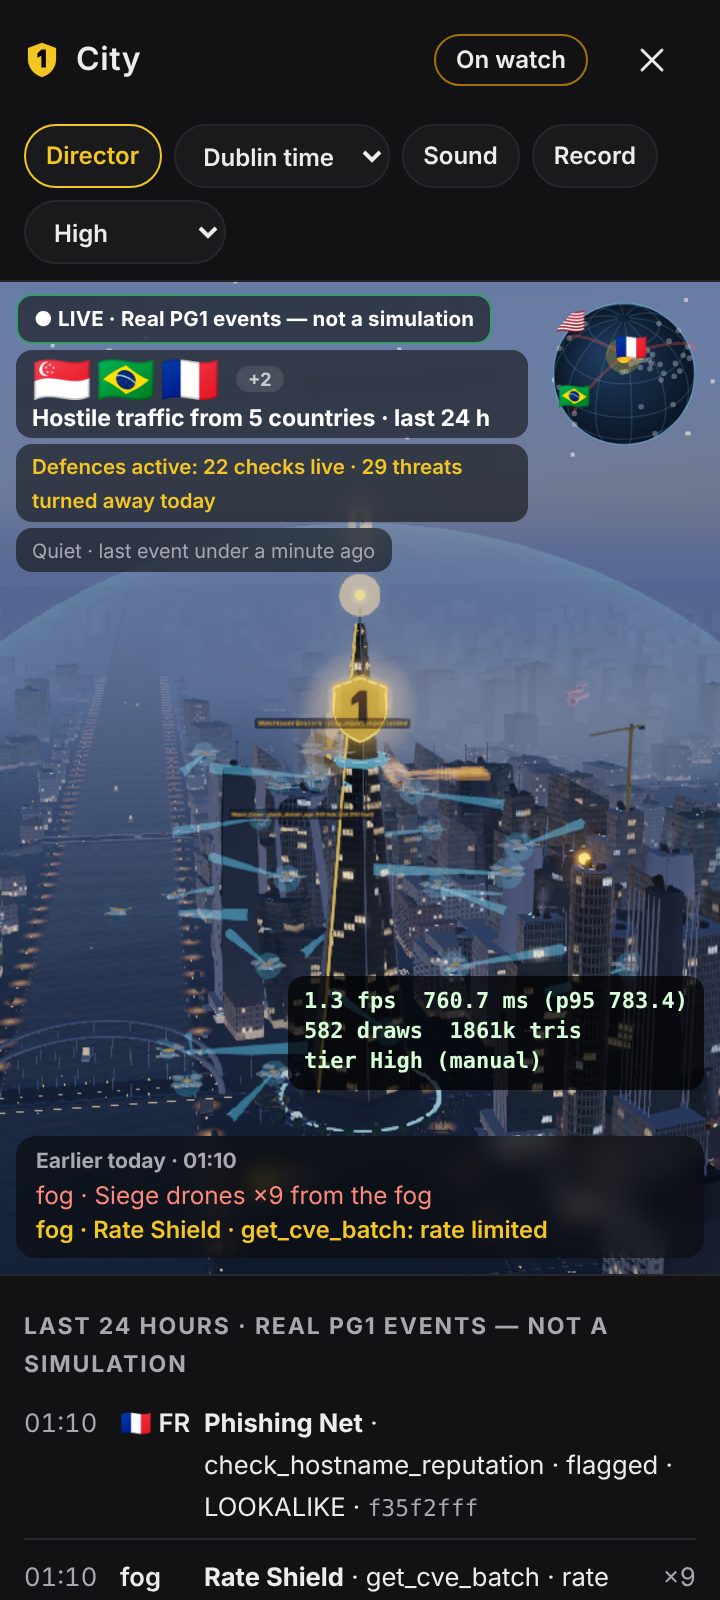 1 City On watch
Director Dublin time Sound Record
High
LIVE · Real PG1 events — not a simulation
+2
Hostile traffic from 5 countries · last 24 h
Defences active: 22 checks live · 29 threats
turned away today
Quiet · last event under a minute ago
1
1.3 fps 760.7 ms (p95 783.4)
582 draws 1861k tris
tier High (manual)
Earlier today · 01:10
fog · Siege drones ×9 from the fog
fog · Rate Shield · get_cve_batch: rate limited
LAST 24 HOURS · REAL PG1 EVENTS — NOT A
SIMULATION
01:10 FR Phishing Net ·
check_hostname_reputation · flagged ·
LOOKALIKE · f35f2fff
01:10 fog Rate Shield · get_cve_batch · rate ×9